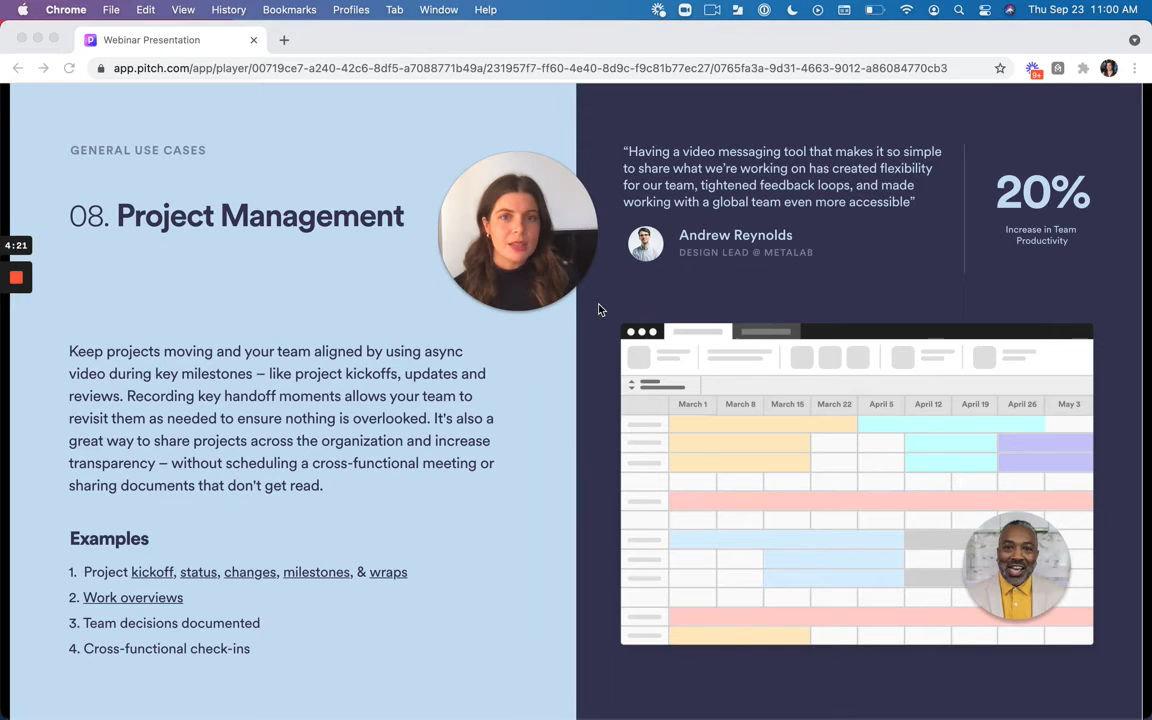 Chrome File Edit View History Bookmarks Profiles Tab Window Help Thu Sep 23 11:00 AM
Webinar Presentation
app.pitch.com/app/player/00719ce7-a240-42c6-8df5-a7088771b49a/231957f7-ff60-4e40-8d9c-f9c81b77ec27/0765fa3a-9d31-4663-9012-a86084770cb3
9+
GENERAL USE CASES
08. Project Management
4:21
Keep projects moving and your team aligned by using async
video during key milestones – like project kickoffs, updates and
reviews. Recording key handoff moments allows your team to
revisit them as needed to ensure nothing is overlooked. It's also a
great way to share projects across the organization and increase
transparency – without scheduling a cross-functional meeting or
sharing documents that don't get read.
Examples
1. Project kickoff, status, changes, milestones, & wraps
2. Work overviews
3. Team decisions documented
4. Cross-functional check-ins
“Having a video messaging tool that makes it so simple
to share what we’re working on has created flexibility
for our team, tightened feedback loops, and made
working with a global team even more accessible”
Andrew Reynolds
DESIGN LEAD @ METALAB
20%
Increase in Team
Productivity
March 1 March 8 March 15 March 22 April 5 April 12 April 19 April 26 May 3